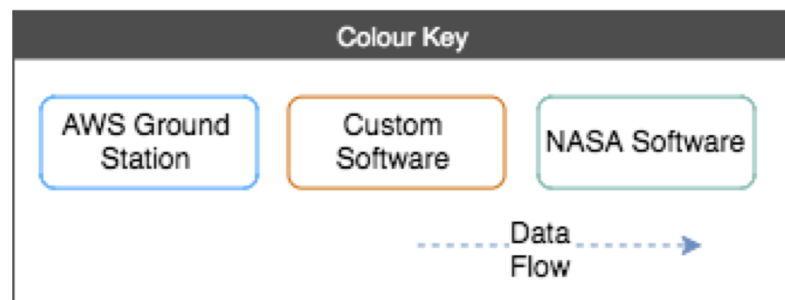 Colour Key
AWS Ground
Station
Custom
Software
NASA Software
Data
Flow